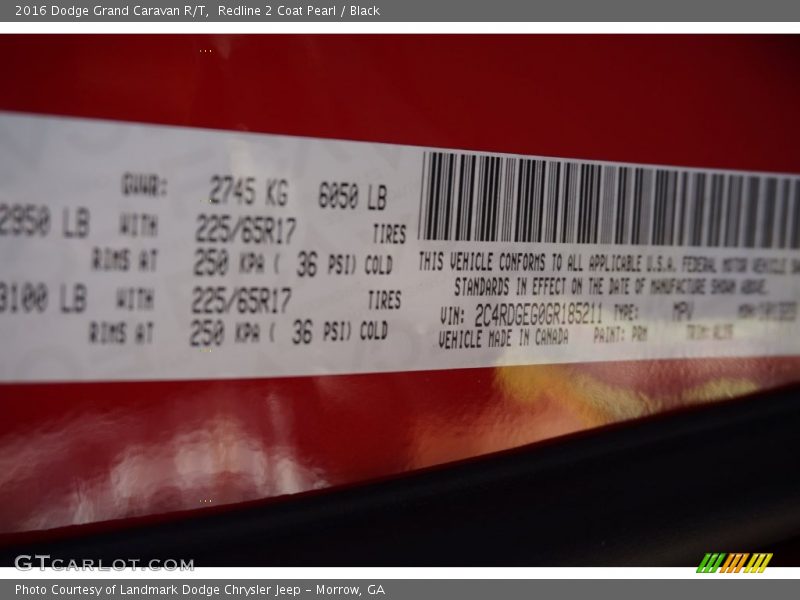 2016 Dodge Grand Caravan R/T, Redline 2 Coat Pearl / Black
GVWR: 2745 KG 6050 LB
2950 LB WITH 225/65R17 TIRES
RIMS AT 250 KPA ( 36 PSI) COLD
3100 LB WITH 225/65R17 TIRES
RIMS AT 250 KPA ( 36 PSI) COLD
THIS VEHICLE CONFORMS TO ALL APPLICABLE U.S.A. FEDERAL MOTOR VEHICLE
STANDARDS IN EFFECT ON THE DATE OF MANUFACTURE SHOWN ABOVE.
VIN: 2C4RDGEG0GR185211 TYPE: MPV
VEHICLE MADE IN CANADA PAINT: PRM TRIM:
GTCARLOT.COM
Photo Courtesy of Landmark Dodge Chrysler Jeep – Morrow, GA